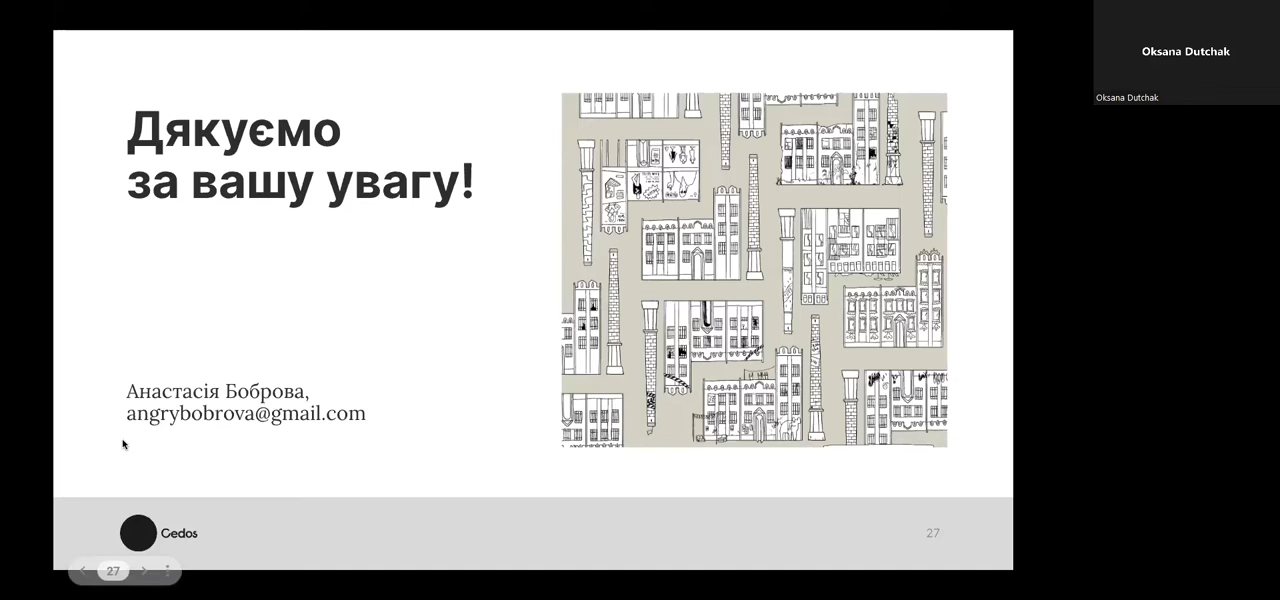 Дякуємо
за вашу увагу!
Анастасія Боброва,
angrybobrova@gmail.com
Cedos
27
27
Oksana Dutchak
Oksana Dutchak